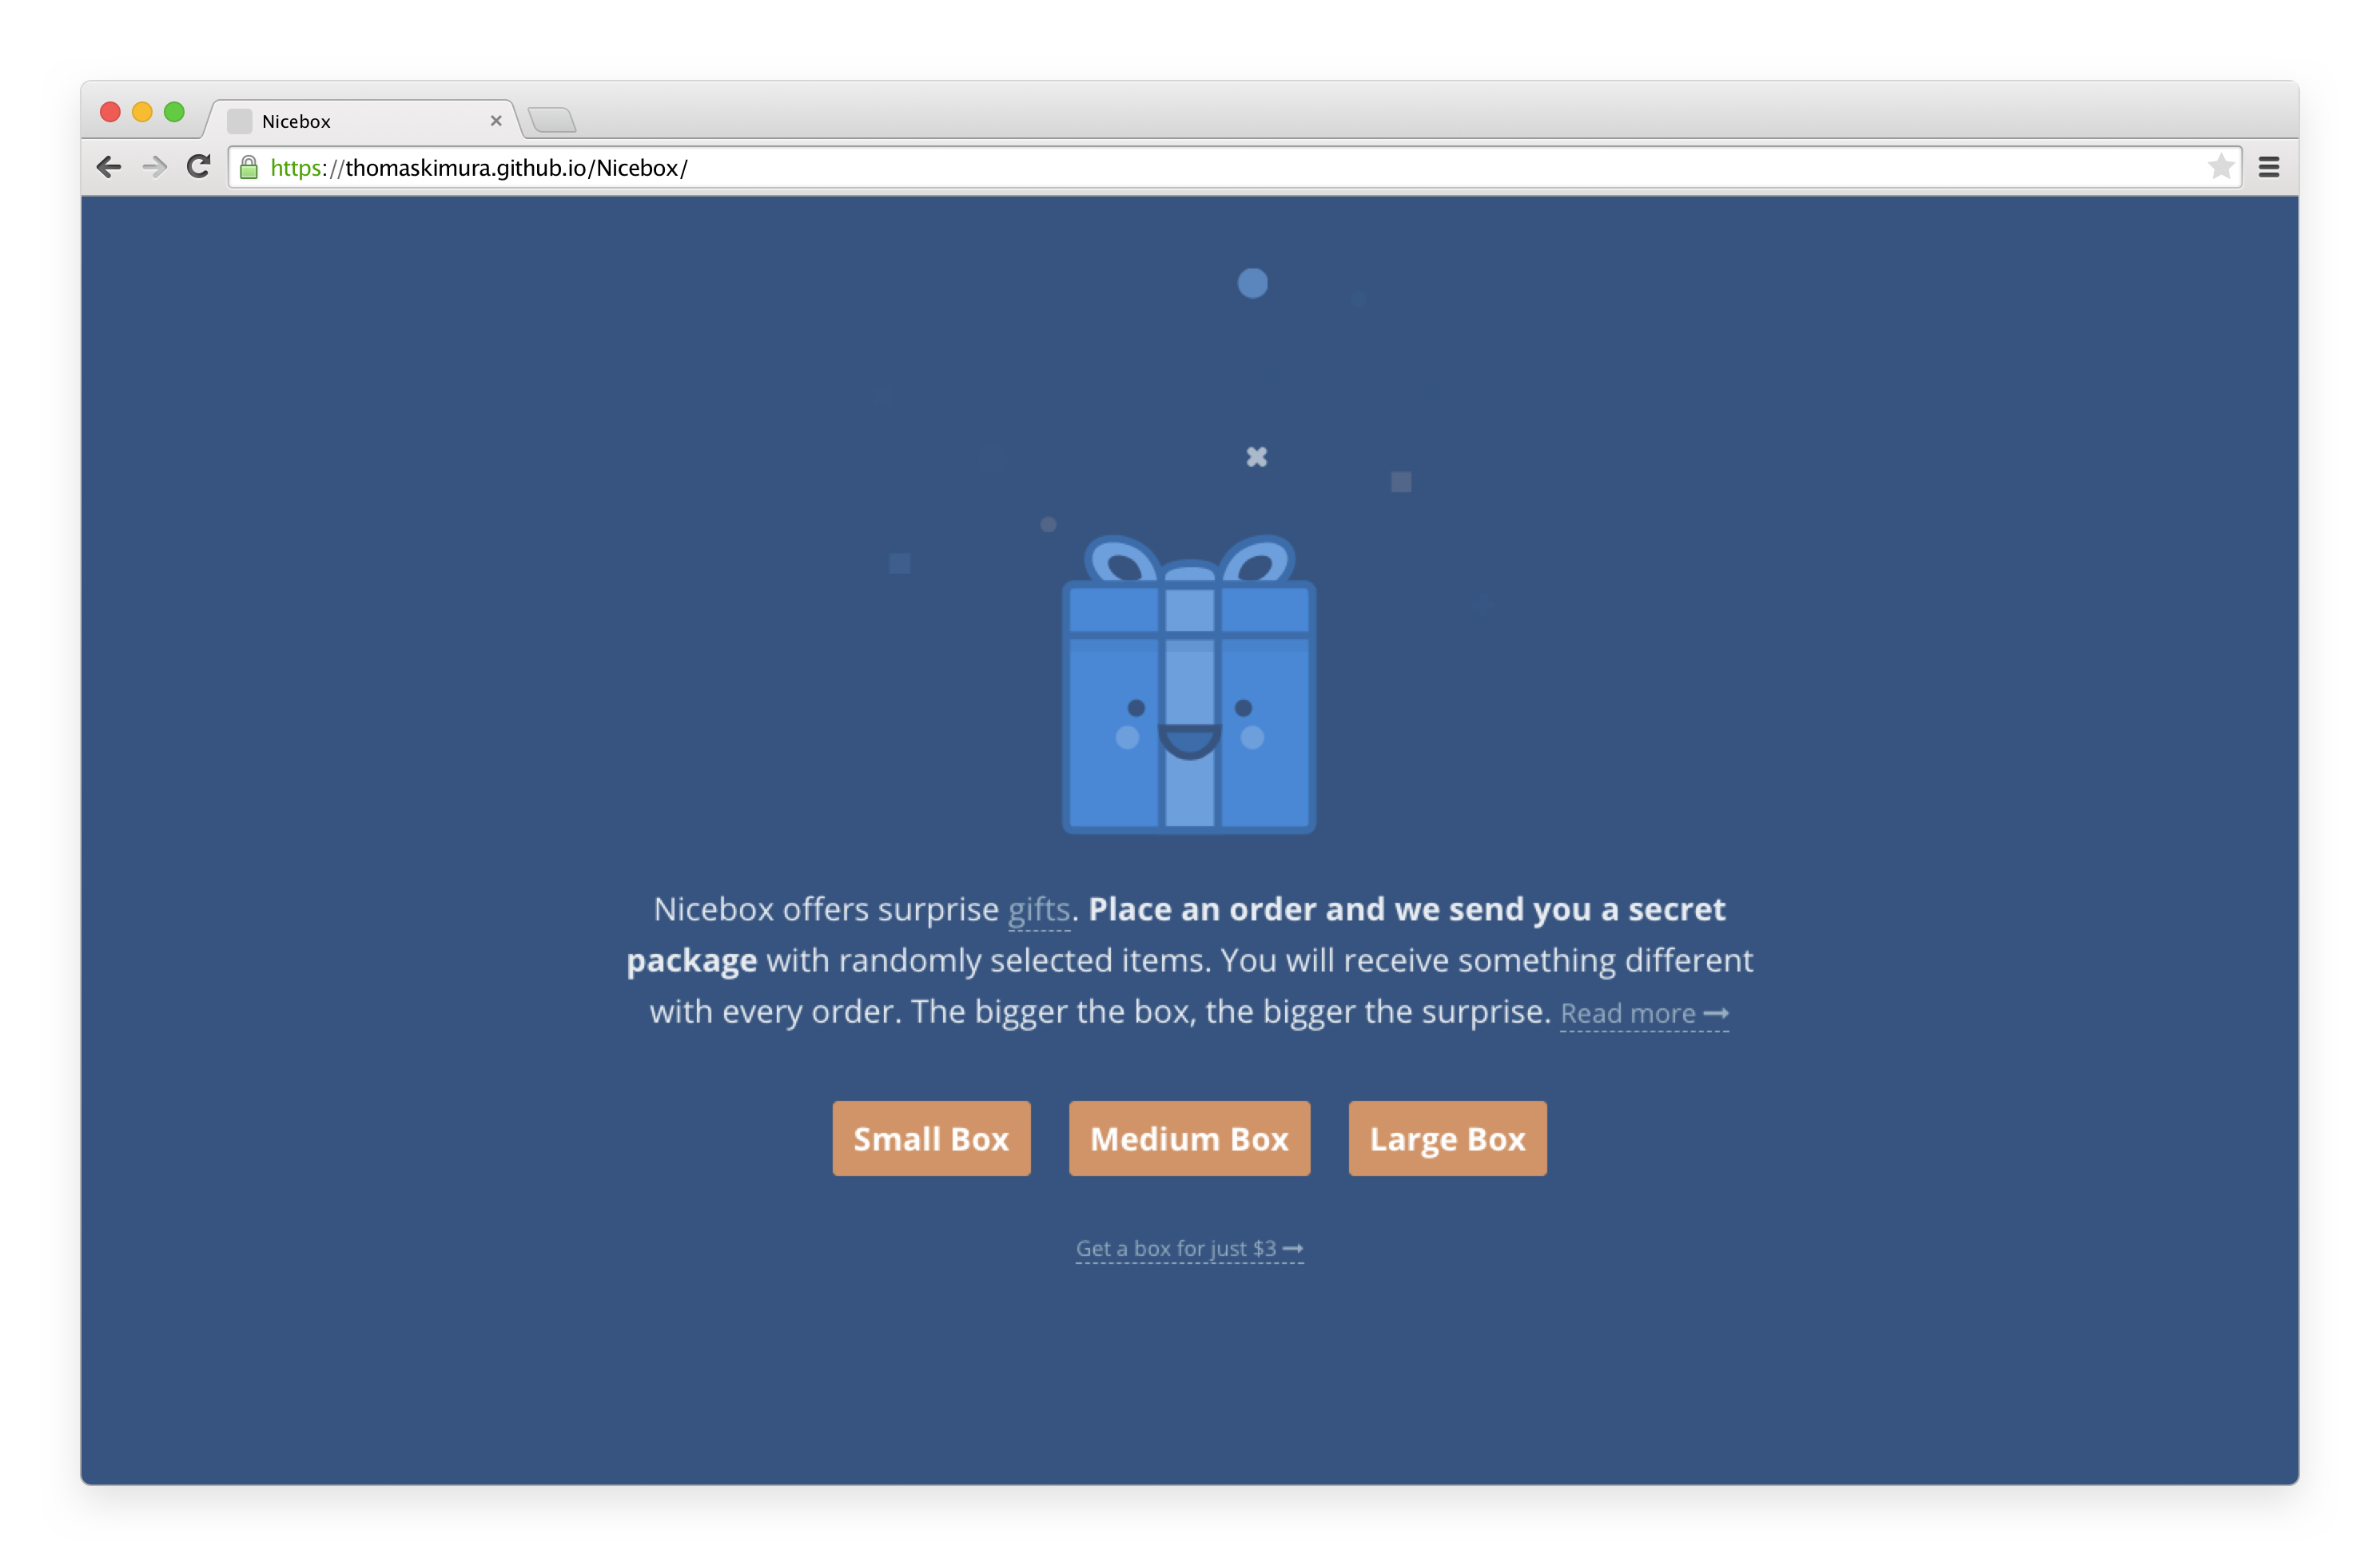 Nicebox
https://thomaskimura.github.io/Nicebox/
Nicebox offers surprise gifts. Place an order and we send you a secret
package with randomly selected items. You will receive something different
with every order. The bigger the box, the bigger the surprise. Read more →
Small Box
Medium Box
Large Box
Get a box for just $3 →